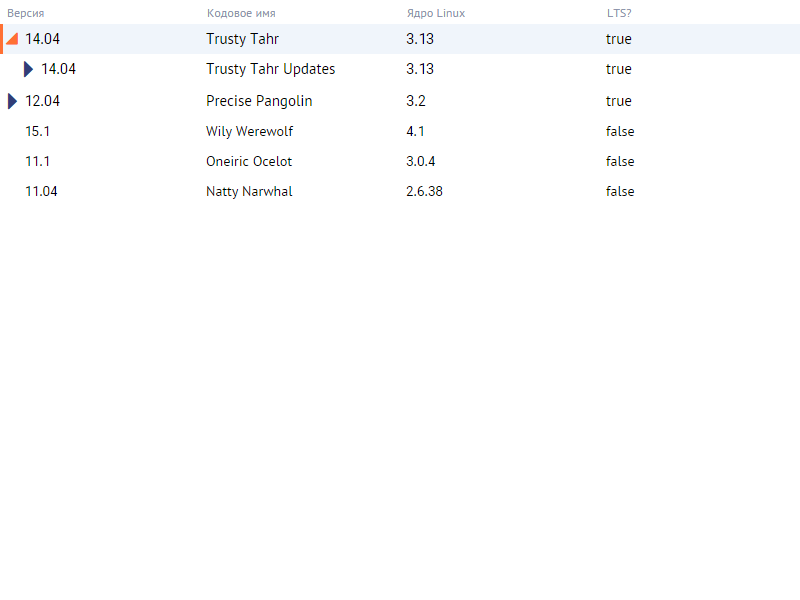 Версия Кодовое имя Ядро Linux LTS?
14.04 Trusty Tahr 3.13 true
14.04 Trusty Tahr Updates 3.13 true
12.04 Precise Pangolin 3.2 true
15.1 Wily Werewolf 4.1 false
11.1 Oneiric Ocelot 3.0.4 false
11.04 Natty Narwhal 2.6.38 false